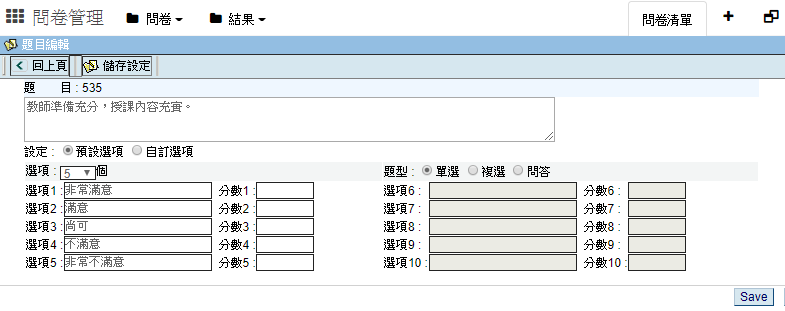 問卷管理 問卷 結果 問卷清單
題目編輯
回上頁 儲存設定
題 目 : 535
教師準備充分，授課內容充實。
設定 : 預設選項 自訂選項
選項 : 5 個 題型 : 單選 複選 問答
選項1 : 非常滿意 分數1 : 選項6 : 分數6 :
選項2 : 滿意 分數2 : 選項7 : 分數7 :
選項3 : 尚可 分數3 : 選項8 : 分數8 :
選項4 : 不滿意 分數4 : 選項9 : 分數9 :
選項5 : 非常不滿意 分數5 : 選項10 : 分數10 :
Save